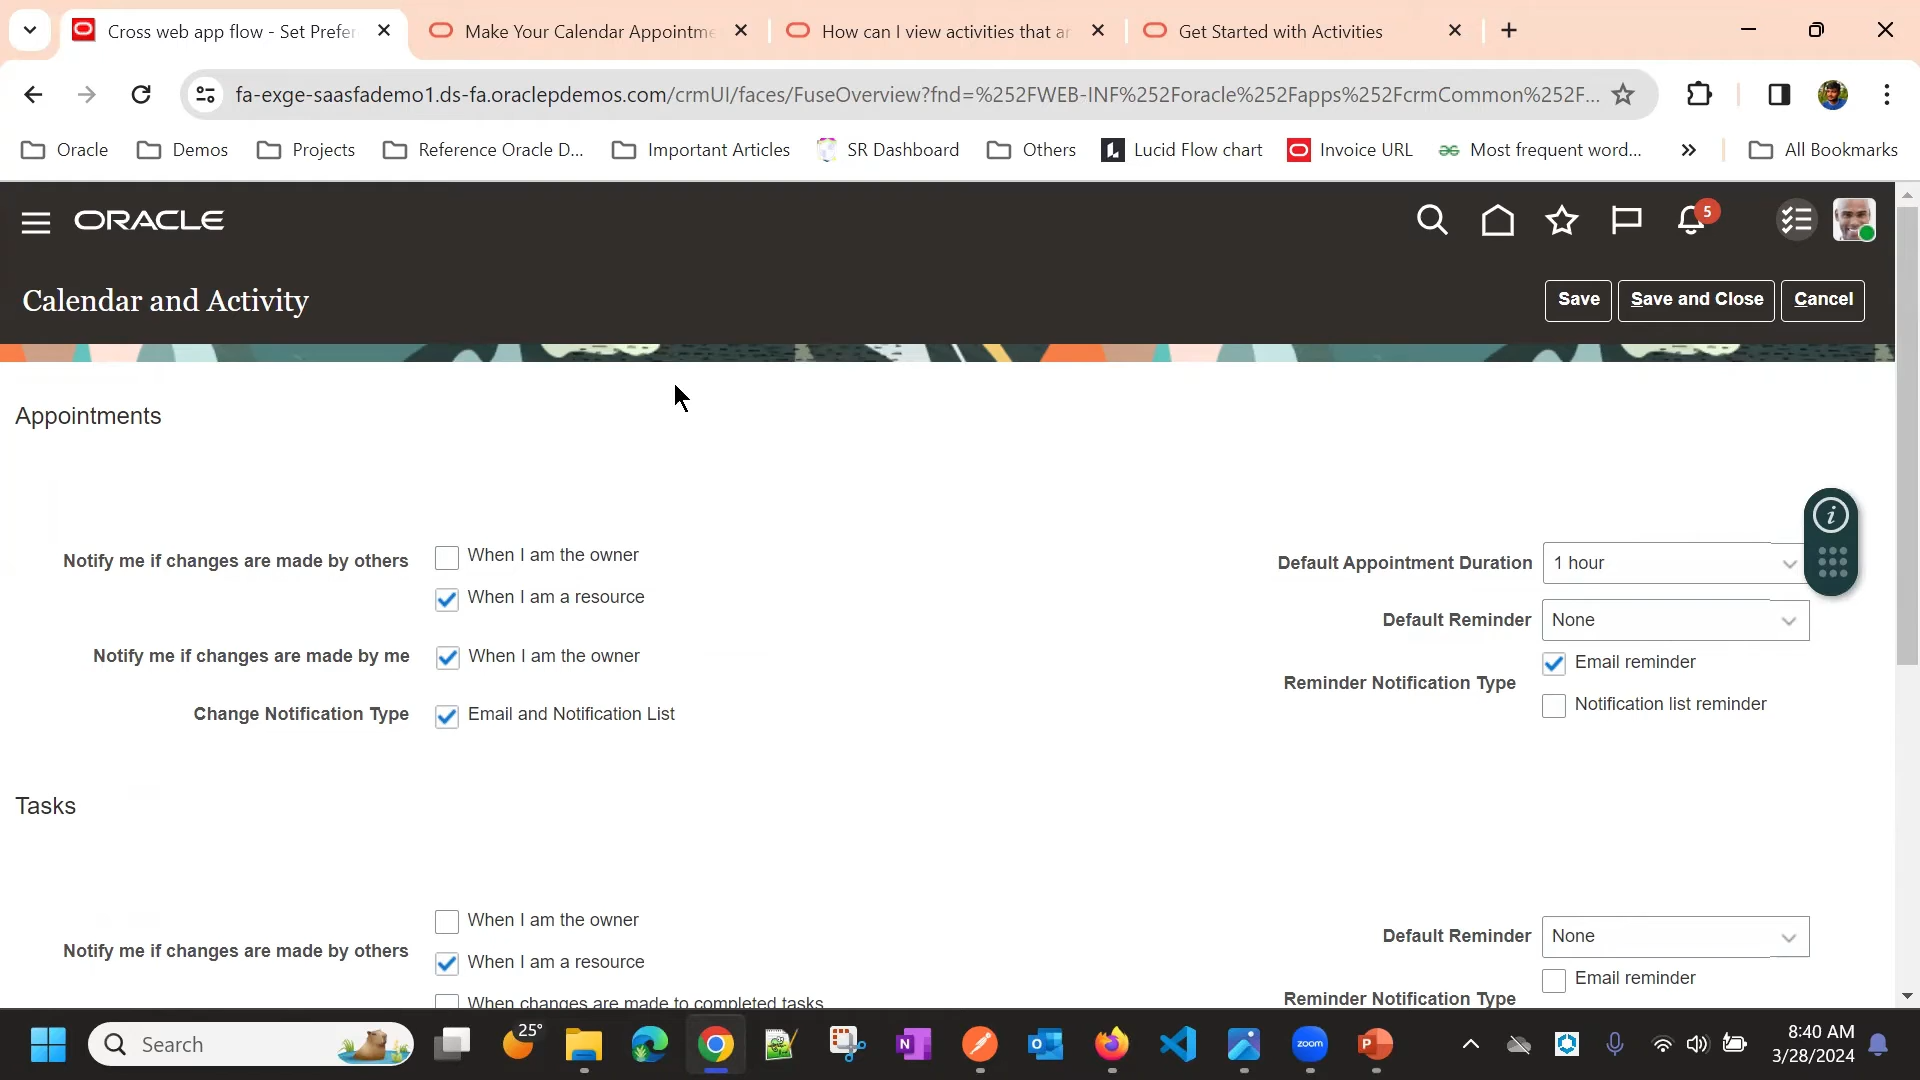 Cross web app flow - Set Prefer
Make Your Calendar Appointme
How can I view activities that ar
Get Started with Activities
fa-exge-saasfademo1.ds-fa.oraclepdemos.com/crmUI/faces/FuseOverview?fnd=%252FWEB-INF%252Foracle%252Fapps%252FcrmCommon%252F...
Oracle
Demos
Projects
Reference Oracle D...
Important Articles
SR Dashboard
Others
Lucid Flow chart
Invoice URL
Most frequent word...
All Bookmarks
ORACLE
5
Calendar and Activity
Save
Save and Close
Cancel
Appointments
Notify me if changes are made by others
When I am the owner
When I am a resource
Notify me if changes are made by me
When I am the owner
Change Notification Type
Email and Notification List
Default Appointment Duration
1 hour
Default Reminder
None
Reminder Notification Type
Email reminder
Notification list reminder
Tasks
Notify me if changes are made by others
When I am the owner
When I am a resource
When changes are made to completed tasks
Default Reminder
None
Reminder Notification Type
Email reminder
Search
25°
zoom
8:40 AM
3/28/2024